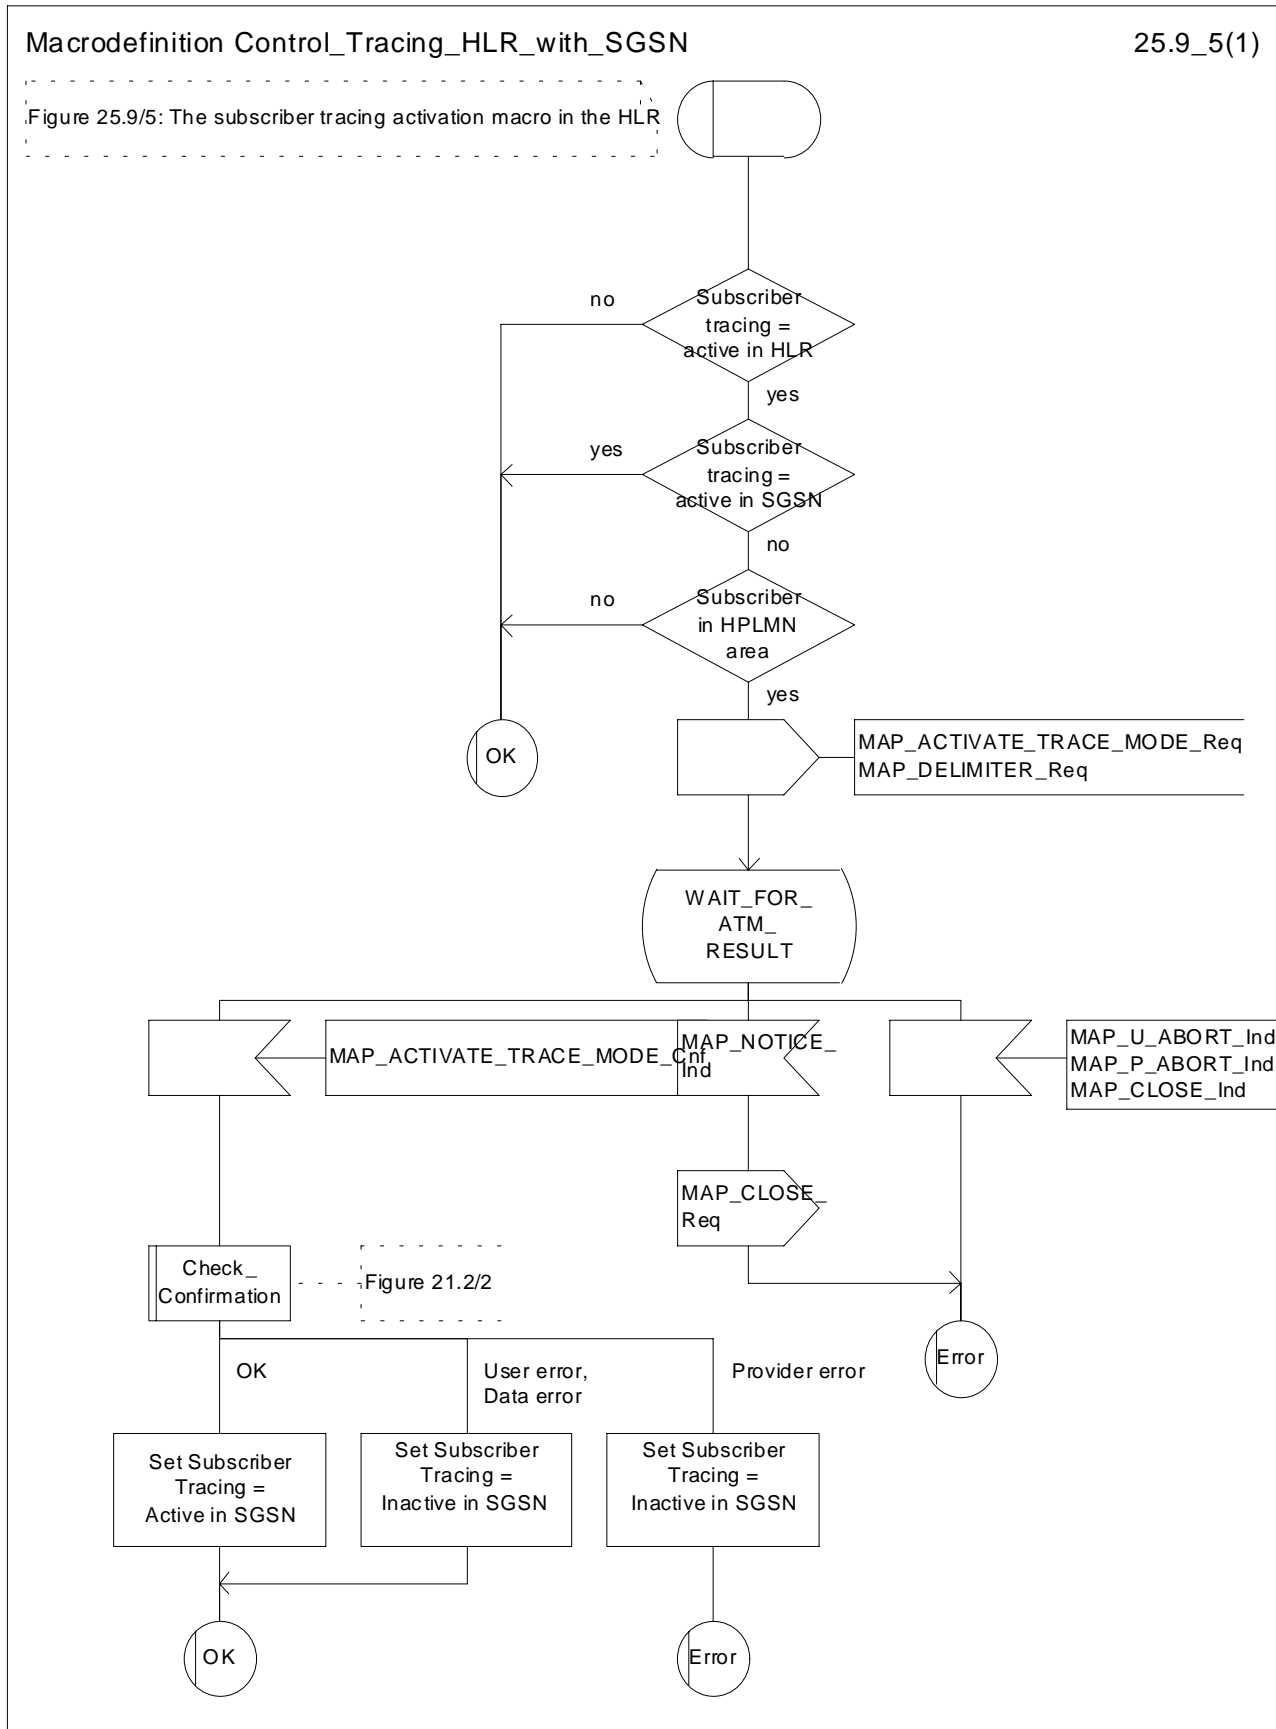 Macrodefinition Control_Tracing_HLR_with_SGSN
25.9_5(1)
Figure 25.9/5: The subscriber tracing activation macro in the HLR
no
Subscriber
tracing =
active in HLR
yes
yes
Subscriber
tracing =
active in SGSN
no
no
Subscriber
in HPLMN
area
yes
OK
MAP_ACTIVATE_TRACE_MODE_Req
MAP_DELIMITER_Req
WAIT_FOR_
ATM_
RESULT
MAP_ACTIVATE_TRACE_MODE_Cnf
MAP_NOTICE_
Ind
MAP_U_ABORT_Ind
MAP_P_ABORT_Ind
MAP_CLOSE_Ind
MAP_CLOSE_
Req
Check_
Confirmation
Figure 21.2/2
Error
OK
User error,
Data error
Provider error
Set Subscriber
Tracing =
Active in SGSN
Set Subscriber
Tracing =
Inactive in SGSN
Set Subscriber
Tracing =
Inactive in SGSN
OK
Error